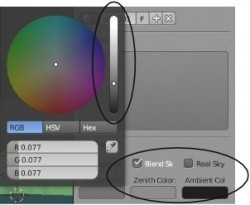 F
RGB HSV Hex
R 0.077
G 0.077
B 0.077
Blend Sk Real Sky
Zenith Color: Ambient Col